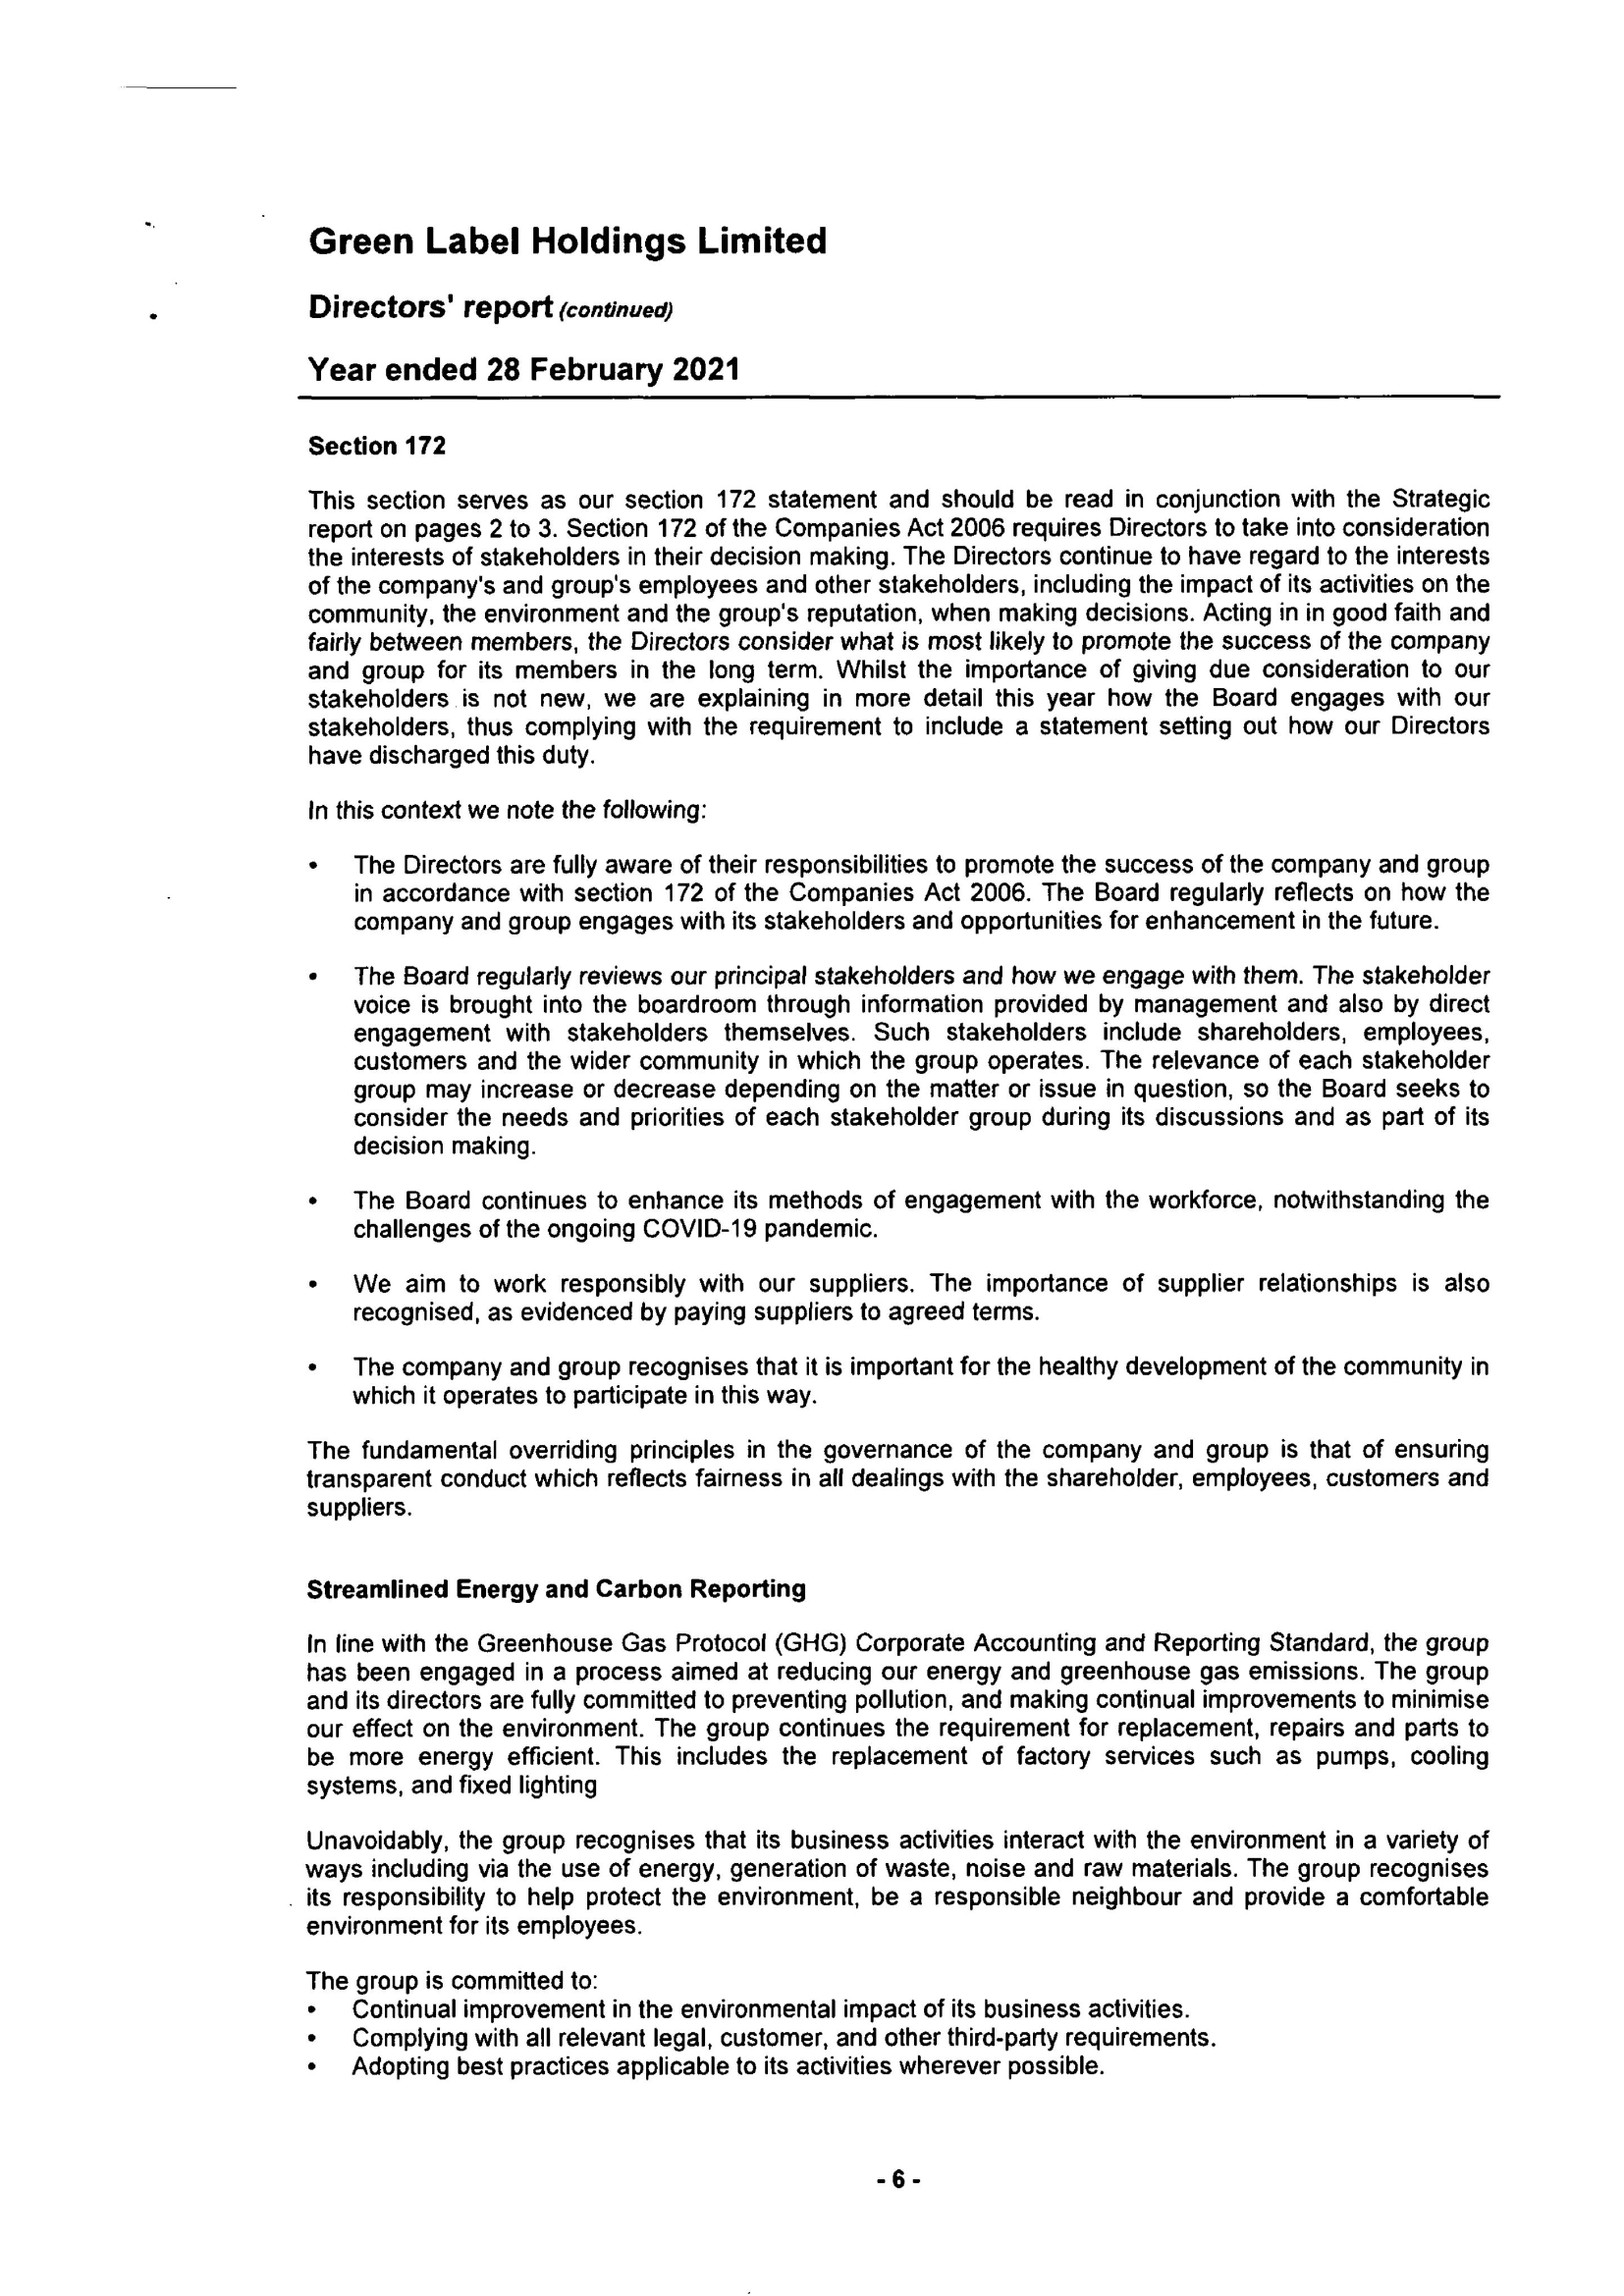 Green Label Holdings Limited
Directors' report (continued)
Year ended 28 February 2021
Section 172
This section serves as our section 172 statement and should be read in conjunction with the Strategic
report on pages 2 to 3. Section 172 of the Companies Act 2006 requires Directors to take into consideration
the interests of stakeholders in their decision making. The Directors continue to have regard to the interests
of the company's and group's employees and other stakeholders, including the impact of its activities on the
community, the environment and the group's reputation, when making decisions. Acting in in good faith and
fairly between members, the Directors consider what is most likely to promote the success of the company
and group for its members in the long term. Whilst the importance of giving due consideration to our
stakeholders is not new, we are explaining in more detail this year how the Board engages with our
stakeholders, thus complying with the requirement to include a statement setting out how our Directors
have discharged this duty.
In this context we note the following:
• The Directors are fully aware of their responsibilities to promote the success of the company and group
in accordance with section 172 of the Companies Act 2006. The Board regularly reflects on how the
company and group engages with its stakeholders and opportunities for enhancement in the future.
• The Board regularly reviews our principal stakeholders and how we engage with them. The stakeholder
voice is brought into the boardroom through information provided by management and also by direct
engagement with stakeholders themselves. Such stakeholders include shareholders, employees,
customers and the wider community in which the group operates. The relevance of each stakeholder
group may increase or decrease depending on the matter or issue in question, so the Board seeks to
consider the needs and priorities of each stakeholder group during its discussions and as part of its
decision making.
• The Board continues to enhance its methods of engagement with the workforce, notwithstanding the
challenges of the ongoing COVID-19 pandemic.
• We aim to work responsibly with our suppliers. The importance of supplier relationships is also
recognised, as evidenced by paying suppliers to agreed terms.
• The company and group recognises that it is important for the healthy development of the community in
which it operates to participate in this way.
The fundamental overriding principles in the governance of the company and group is that of ensuring
transparent conduct which reflects fairness in all dealings with the shareholder, employees, customers and
suppliers.
Streamlined Energy and Carbon Reporting
In line with the Greenhouse Gas Protocol (GHG) Corporate Accounting and Reporting Standard, the group
has been engaged in a process aimed at reducing our energy and greenhouse gas emissions. The group
and its directors are fully committed to preventing pollution, and making continual improvements to minimise
our effect on the environment. The group continues the requirement for replacement, repairs and parts to
be more energy efficient. This includes the replacement of factory services such as pumps, cooling
systems, and fixed lighting
Unavoidably, the group recognises that its business activities interact with the environment in a variety of
ways including via the use of energy, generation of waste, noise and raw materials. The group recognises
its responsibility to help protect the environment, be a responsible neighbour and provide a comfortable
environment for its employees.
The group is committed to:
• Continual improvement in the environmental impact of its business activities.
• Complying with all relevant legal, customer, and other third-party requirements.
• Adopting best practices applicable to its activities wherever possible.
- 6 -